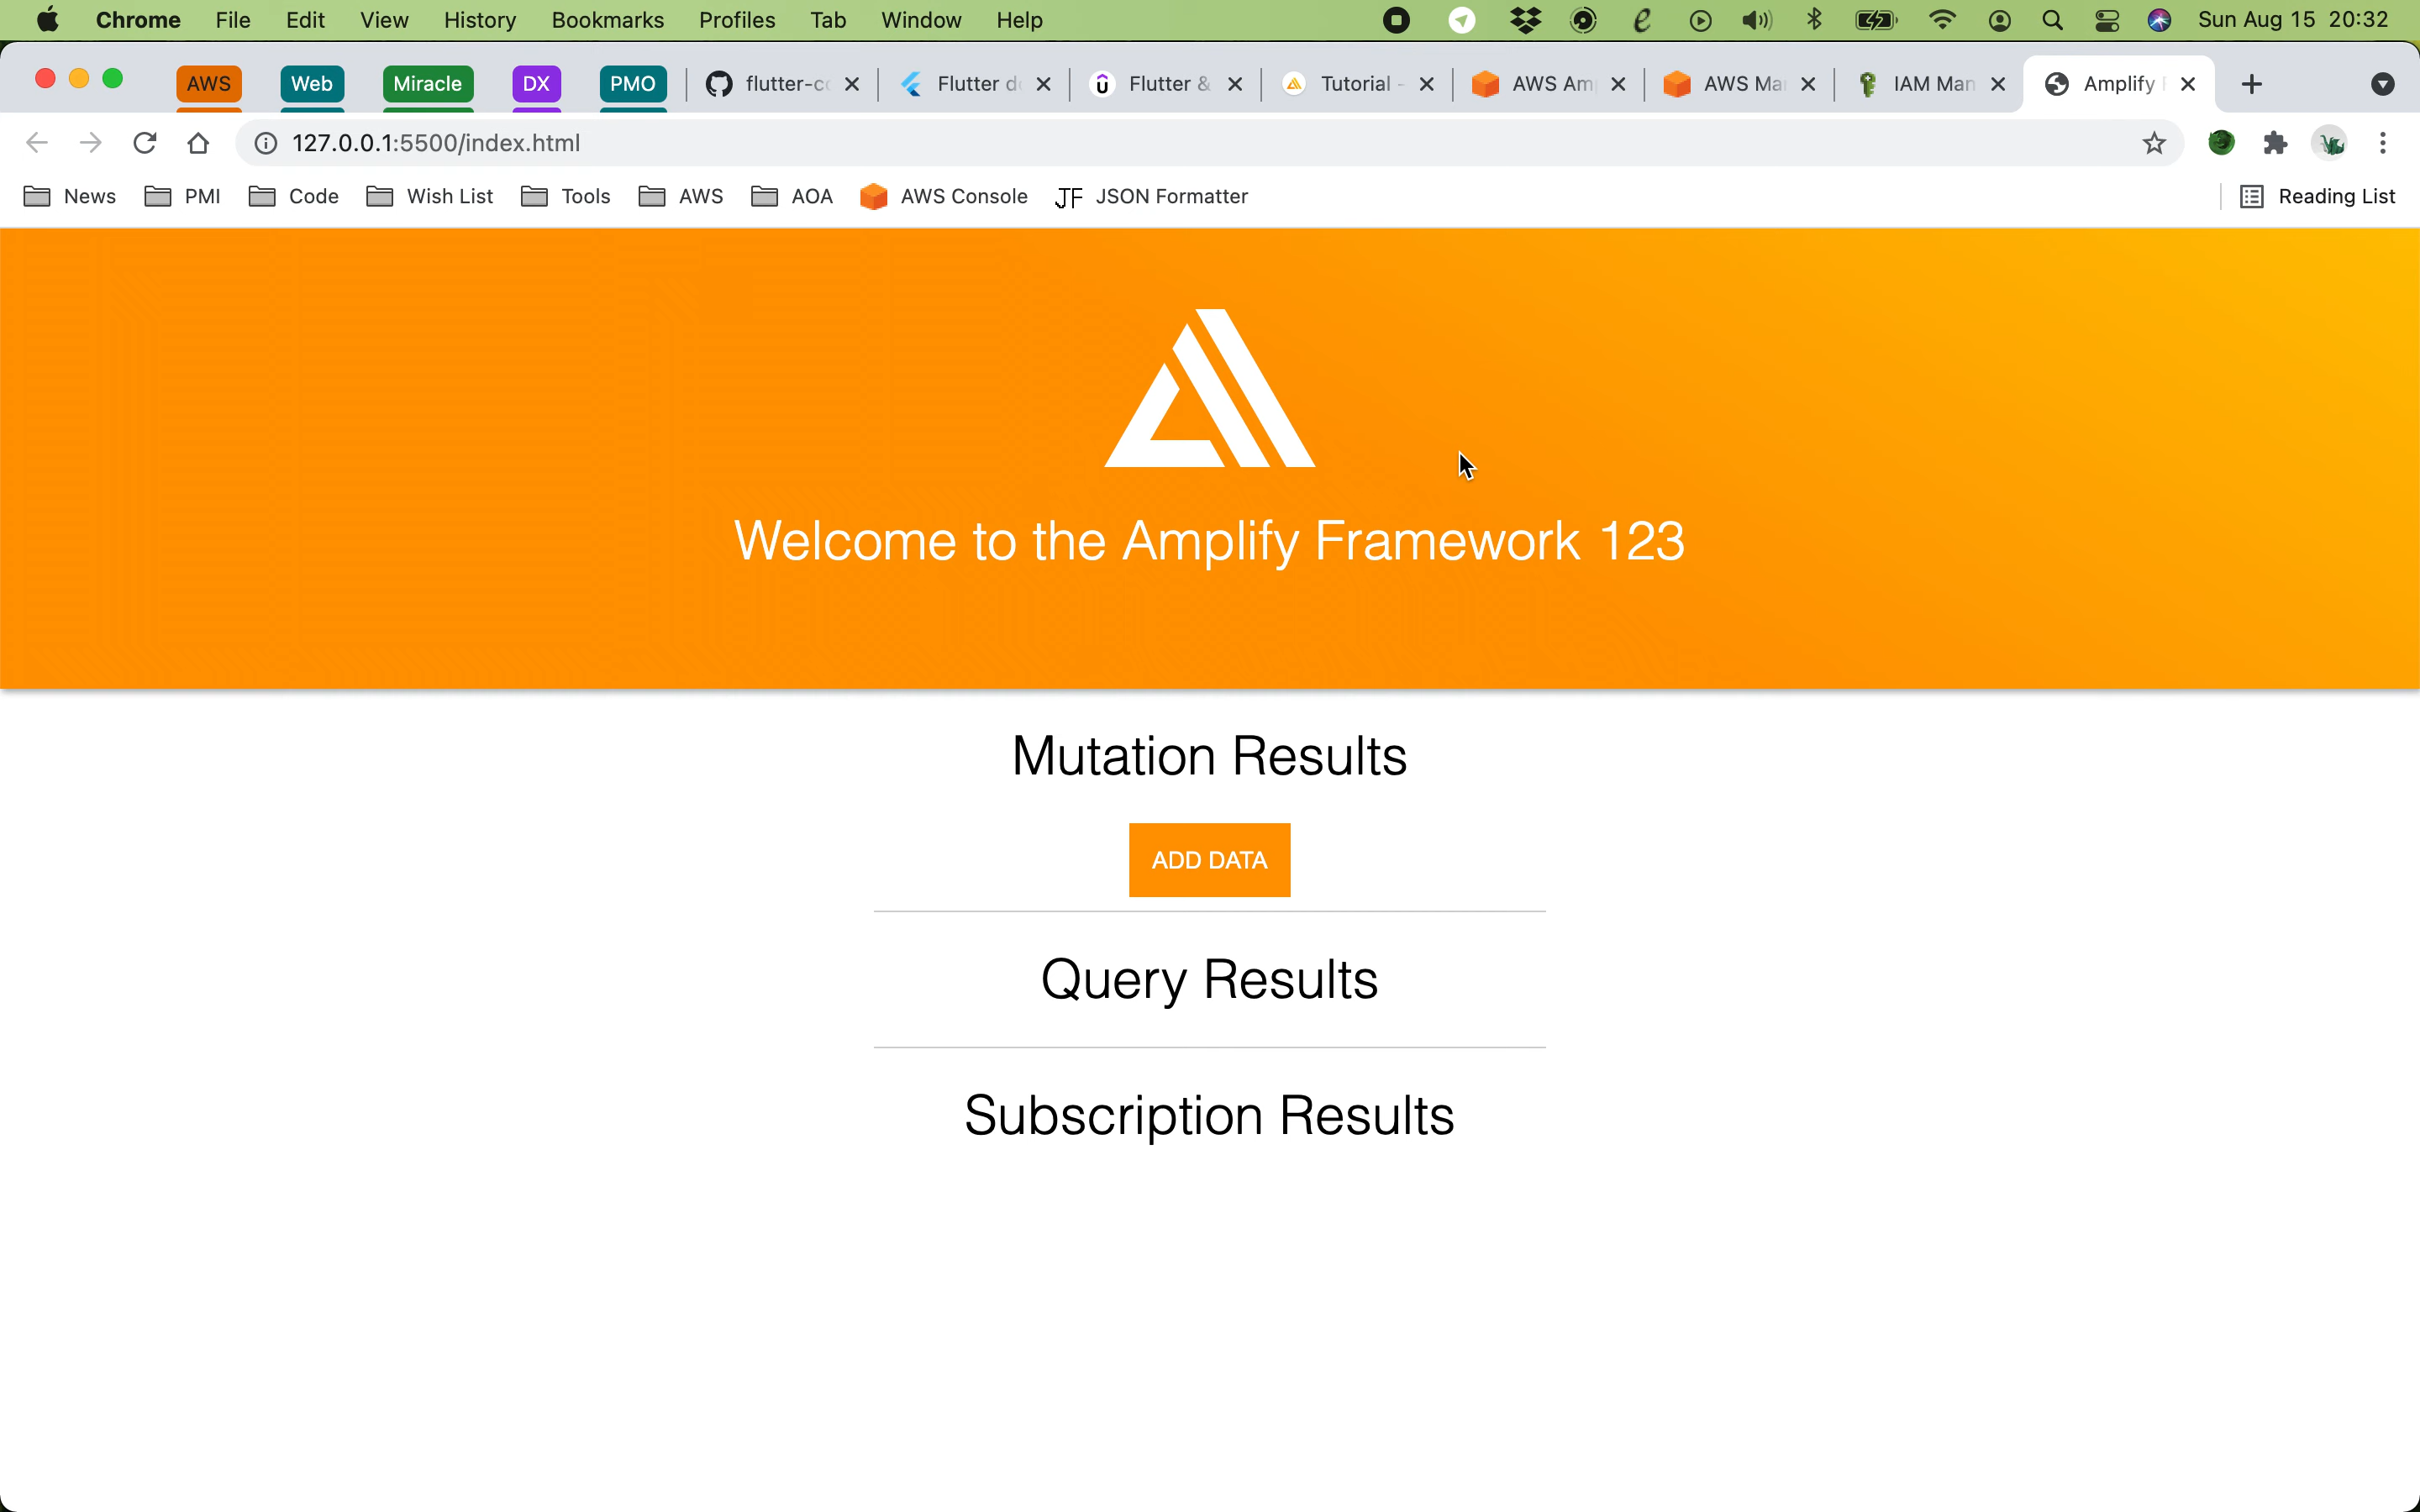 Chrome File Edit View History Bookmarks Profiles Tab Window Help Sun Aug 15 20:32
AWS Web Miracle DX PMO flutter-c Flutter d Flutter & Tutorial - AWS Am AWS Ma IAM Man Amplify
127.0.0.1:5500/index.html
News PMI Code Wish List Tools AWS AOA AWS Console JF JSON Formatter Reading List
Welcome to the Amplify Framework 123
Mutation Results
ADD DATA
Query Results
Subscription Results